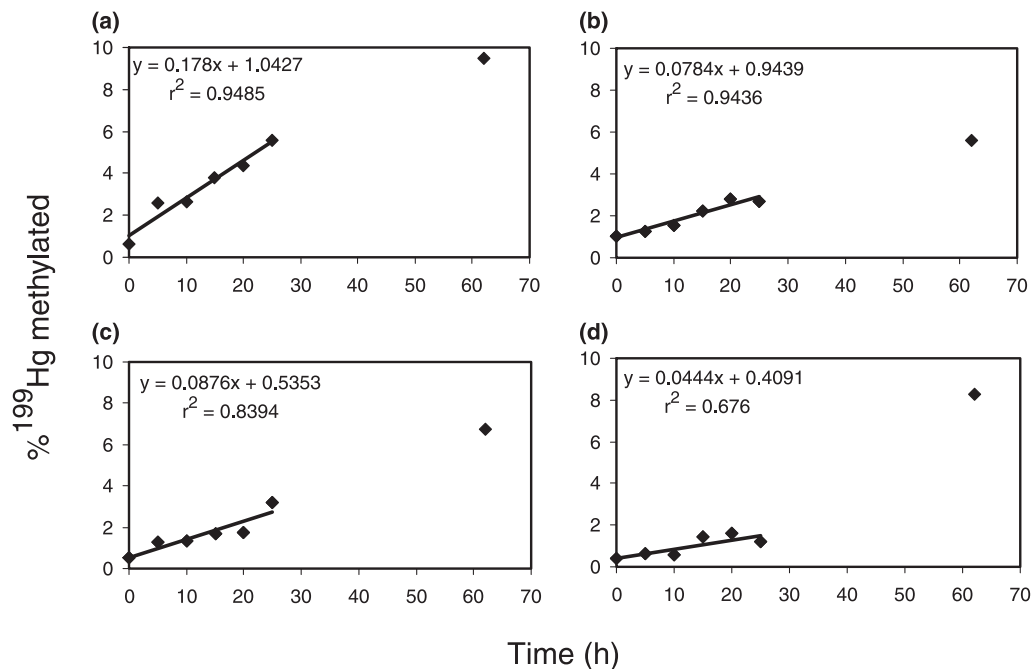 (a)
y = 0.178x + 1.0427
r² = 0.9485
10
8
6
4
2
0
0 10 20 30 40 50 60 70
(b)
y = 0.0784x + 0.9439
r² = 0.9436
10
8
6
4
2
0
0 10 20 30 40 50 60 70
(c)
y = 0.0876x + 0.5353
r² = 0.8394
10
8
6
4
2
0
0 10 20 30 40 50 60 70
(d)
y = 0.0444x + 0.4091
r² = 0.676
10
8
6
4
2
0
0 10 20 30 40 50 60 70
% ¹⁹⁹Hg methylated
Time (h)